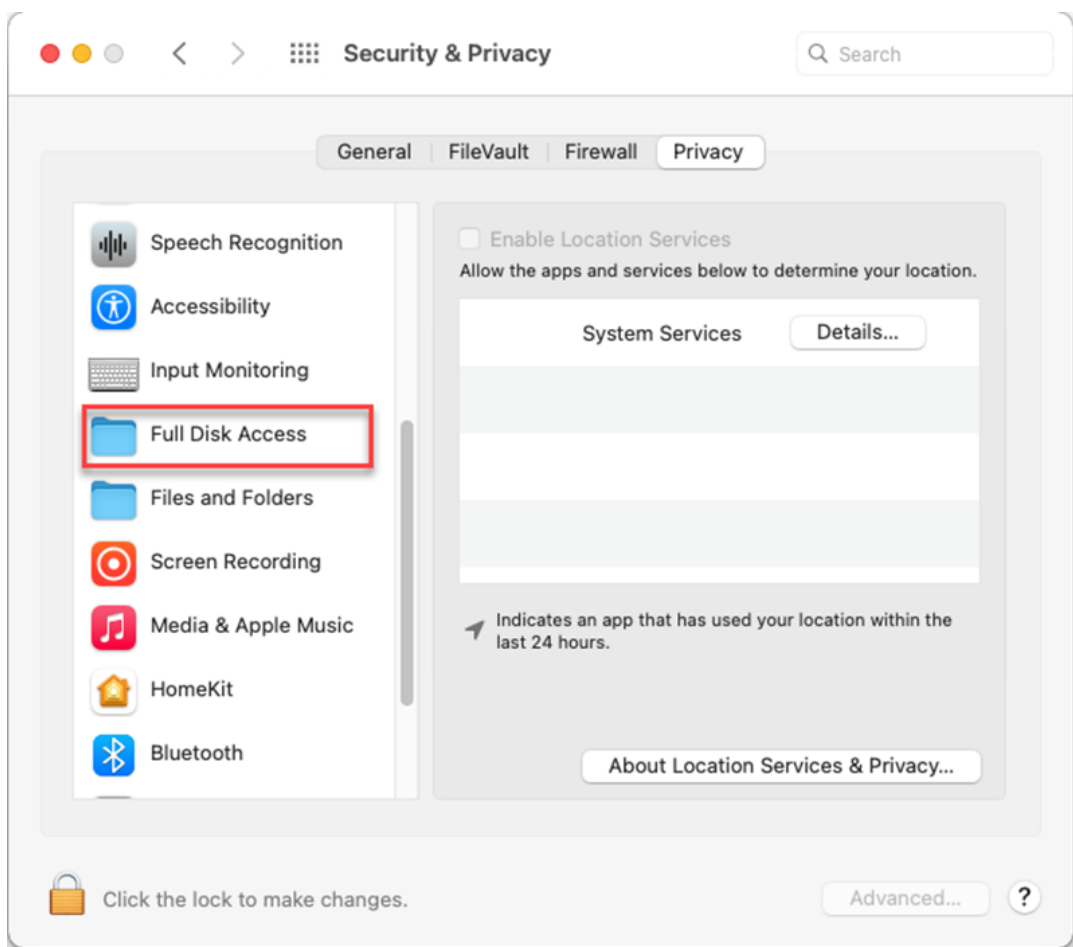 Security & Privacy
Search
General FileVault Firewall Privacy
Speech Recognition
Accessibility
Input Monitoring
Full Disk Access
Files and Folders
Screen Recording
Media & Apple Music
HomeKit
Bluetooth
Enable Location Services
Allow the apps and services below to determine your location.
System Services Details...
Indicates an app that has used your location within the
last 24 hours.
About Location Services & Privacy...
Click the lock to make changes.
Advanced... ?